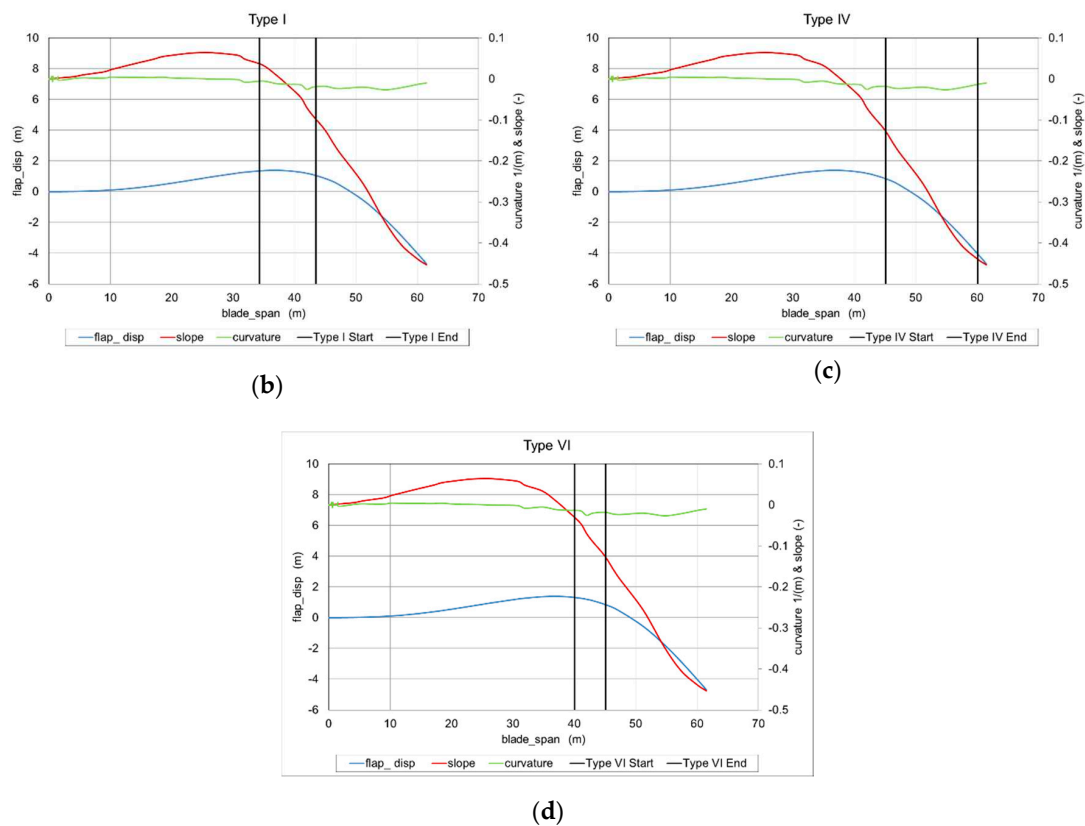 Type I
10
8
6
4
2
0
-2
-4
-6
flap_disp (m)
0.1
0
-0.1
-0.2
-0.3
-0.4
-0.5
curvature 1/(m) & slope (-)
0 10 20 30 40 50 60 70
blade_span (m)
flap_ disp slope curvature Type I Start Type I End
(b)
Type IV
10
8
6
4
2
0
-2
-4
-6
flap_disp (m)
0.1
0
-0.1
-0.2
-0.3
-0.4
-0.5
curvature 1/(m) & slope (-)
0 10 20 30 40 50 60 70
blade_span (m)
flap_ disp slope curvature Type IV Start Type IV End
(c)
Type VI
10
8
6
4
2
0
-2
-4
-6
flap_disp (m)
0.1
0
-0.1
-0.2
-0.3
-0.4
-0.5
curvature 1/(m) & slope (-)
0 10 20 30 40 50 60 70
blade_span (m)
flap_ disp slope curvature Type VI Start Type VI End
(d)